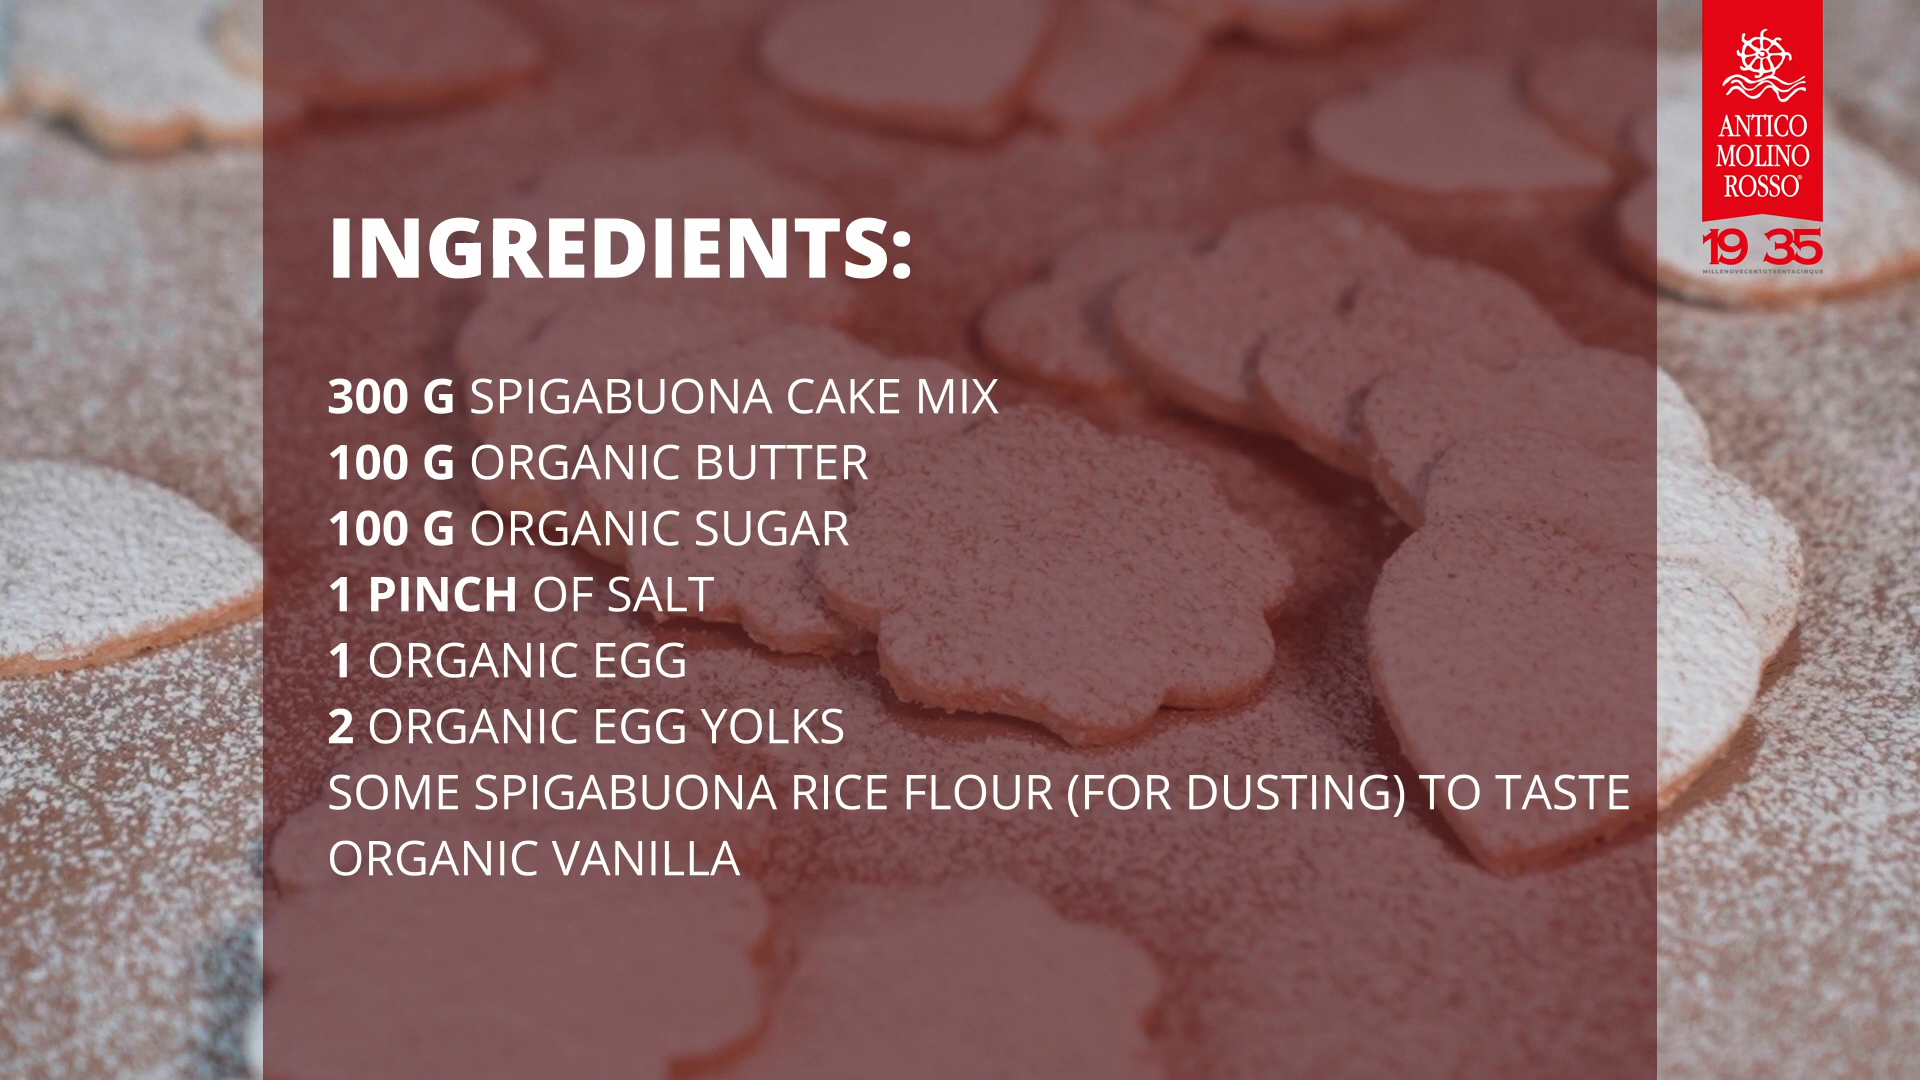 INGREDIENTS:
300 G SPIGABUONA CAKE MIX
100 G ORGANIC BUTTER
100 G ORGANIC SUGAR
1 PINCH OF SALT
1 ORGANIC EGG
2 ORGANIC EGG YOLKS
SOME SPIGABUONA RICE FLOUR (FOR DUSTING) TO TASTE
ORGANIC VANILLA
ANTICO
MOLINO
ROSSO®
19 35
MILLENOVECENTOTRENTACINQUE